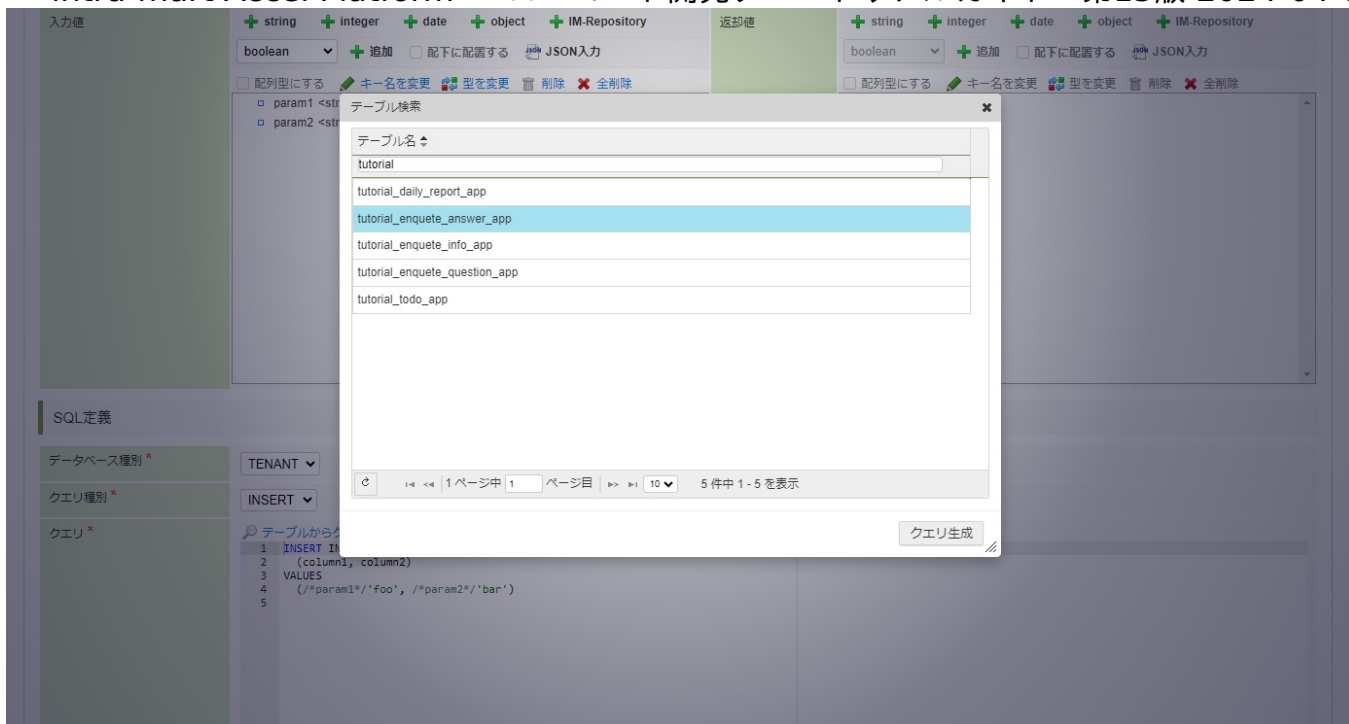 入力値
string integer date object IM-Repository
返却値
string integer date object IM-Repository
boolean 追加 配下に配置する JSON入力
boolean 追加 配下に配置する JSON入力
配列型にする キー名を変更 型を変更 削除 全削除
配列型にする キー名を変更 型を変更 削除 全削除
param1 <str
param2 <str
テーブル検索
テーブル名
tutorial
tutorial_daily_report_app
tutorial_enquete_answer_app
tutorial_enquete_info_app
tutorial_enquete_question_app
tutorial_todo_app
1 ページ中 1 ページ目 10 5 件中 1 - 5 を表示
クエリ生成
SQL定義
データベース種別 *
TENANT
クエリ種別 *
INSERT
クエリ *
テーブルから
1 INSERT IN
2 (column1, column2)
3 VALUES
4 (/*param1*/'foo', /*param2*/'bar')
5